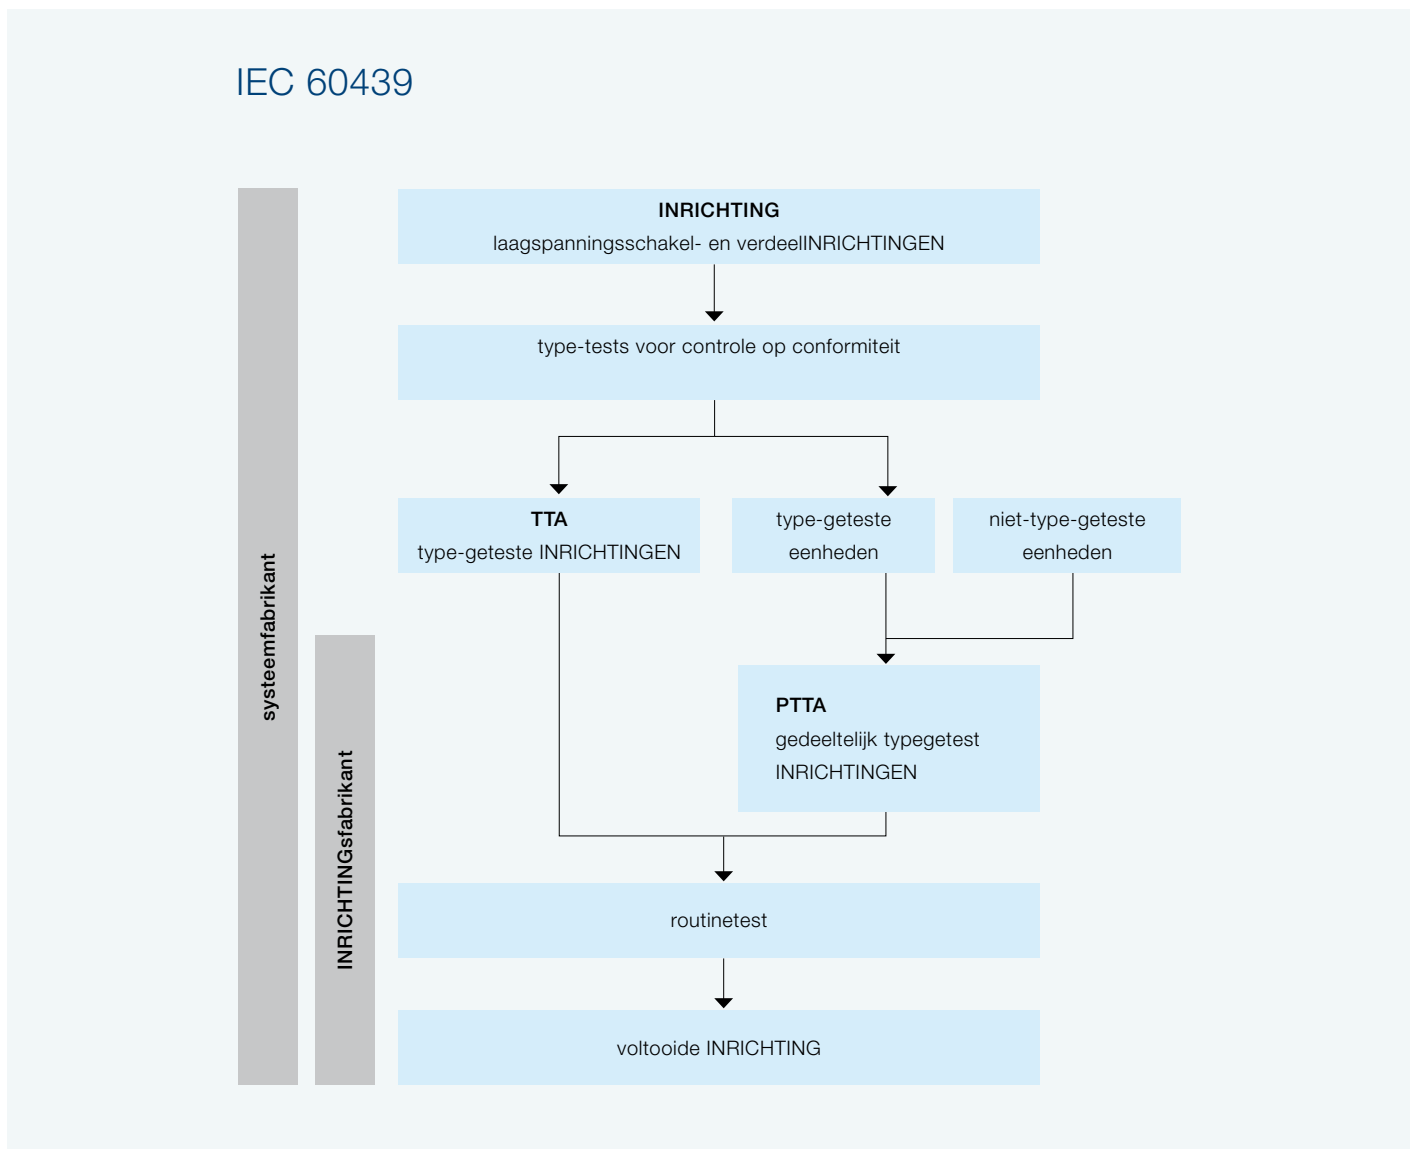 IEC 60439
INRICHTING
laagspanningsschakel- en verdeelINRICHTINGEN
type-tests voor controle op conformiteit
TTA
type-geteste INRICHTINGEN
type-geteste
eenheden
niet-type-geteste
eenheden
systeemfabrikant
INRICHTINGsfabrikant
PTTA
gedeeltelijk typegetest
INRICHTINGEN
routinetest
voltooide INRICHTING